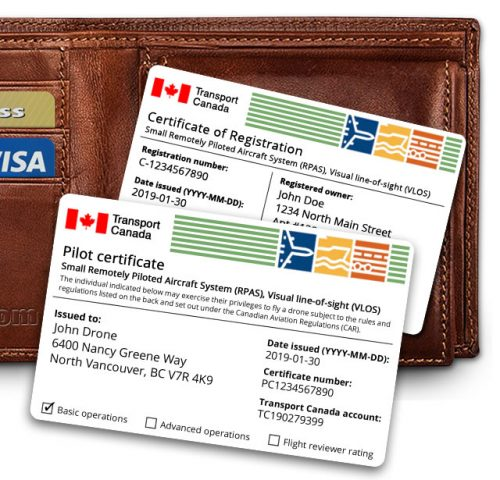 ss
VISA
om
Transport
Canada
Certificate of Registration
Small Remotely Piloted Aircraft System (RPAS), Visual line-of-sight (VLOS)
Registration number:
C-1234567890
Date issued (YYYY-MM-DD):
2019-01-30
Registered owner:
John Doe
1234 North Main Street
Transport
Canada
Pilot certificate
Small Remotely Piloted Aircraft System (RPAS), Visual line-of-sight (VLOS)
The individual indicated below may exercise their privileges to fly a drone subject to the rules and
regulations listed on the back and set out under the Canadian Aviation Regulations (CAR).
Issued to:
John Drone
6400 Nancy Greene Way
North Vancouver, BC V7R 4K9
Date issued (YYYY-MM-DD):
2019-01-30
Certificate number:
PC1234567890
Transport Canada account:
TC190279399
Basic operations
Advanced operations
Flight reviewer rating